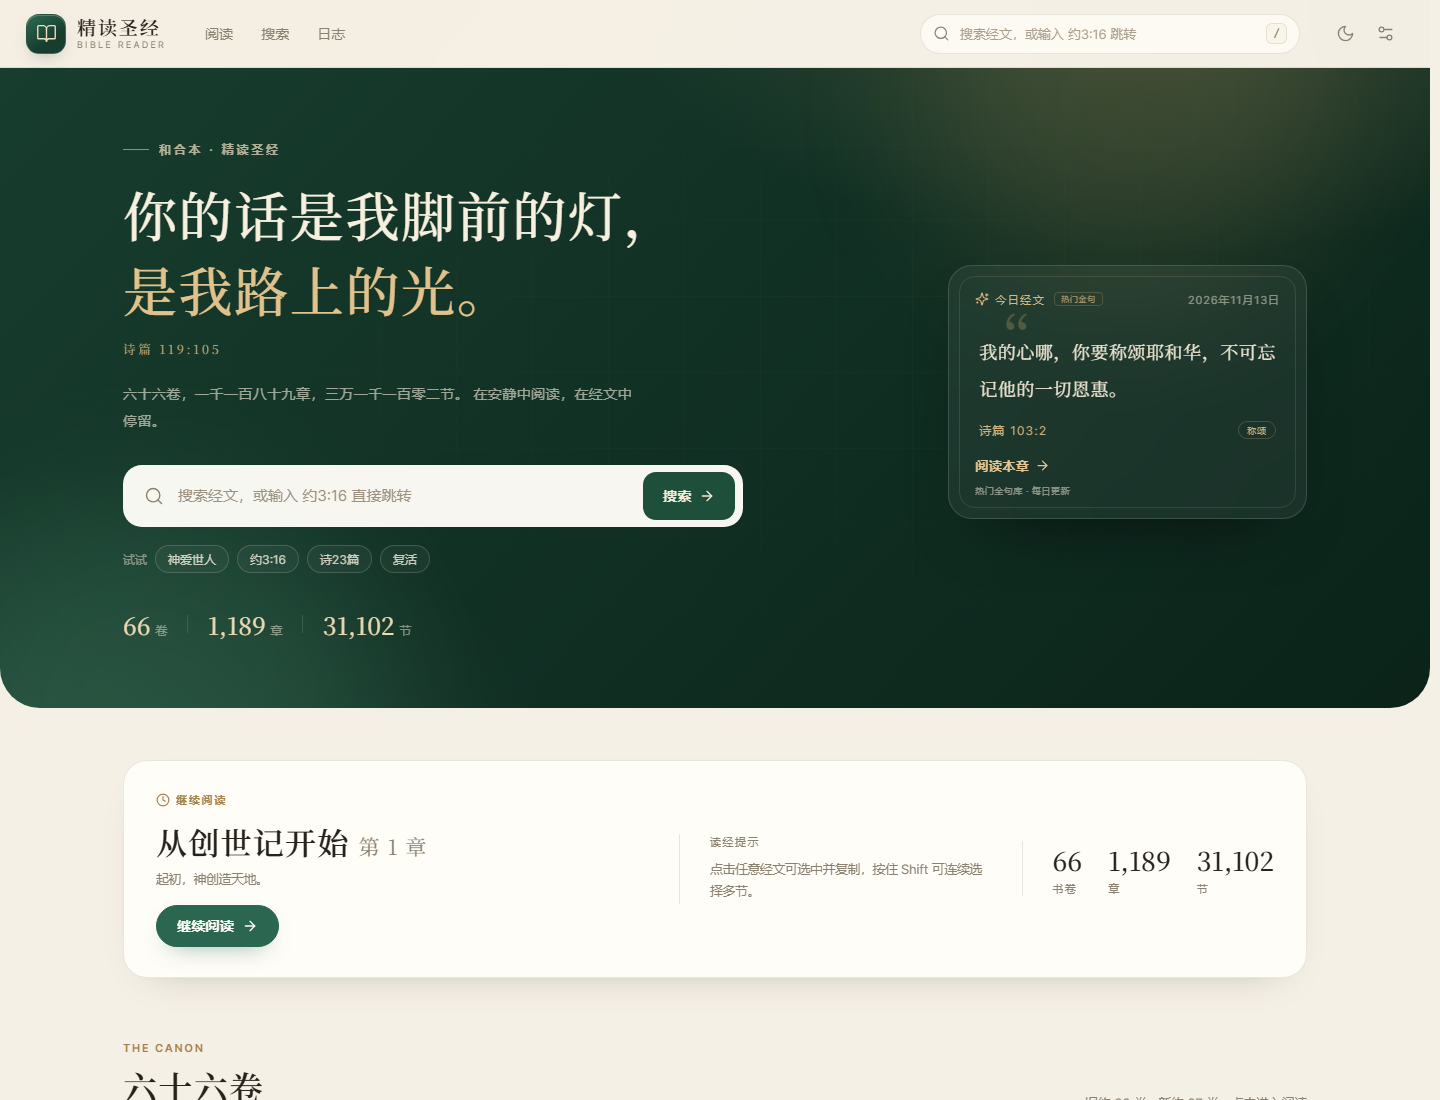 精读圣经
BIBLE READER
阅读
搜索
日志
搜索经文，或输入 约3:16 跳转
/
和合本 · 精读圣经
你的话是我脚前的灯，
是我路上的光。
诗篇 119:105
六十六卷，一千一百八十九章，三万一千一百零二节。 在安静中阅读，在经文中
停留。
搜索经文，或输入 约3:16 直接跳转
搜索
试试
神爱世人
约3:16
诗23篇
复活
66 卷
1,189 章
31,102 节
今日经文
热门金句
2026年11月13日
“
我的心哪，你要称颂耶和华，不可忘
记他的一切恩惠。
诗篇 103:2
称颂
阅读本章
热门金句库 · 每日更新
继续阅读
从创世记开始 第 1 章
起初，神创造天地。
继续阅读
读经提示
点击任意经文可选中并复制，按住 Shift 可连续选
择多节。
66
书卷
1,189
章
31,102
节
THE CANON
六十六卷